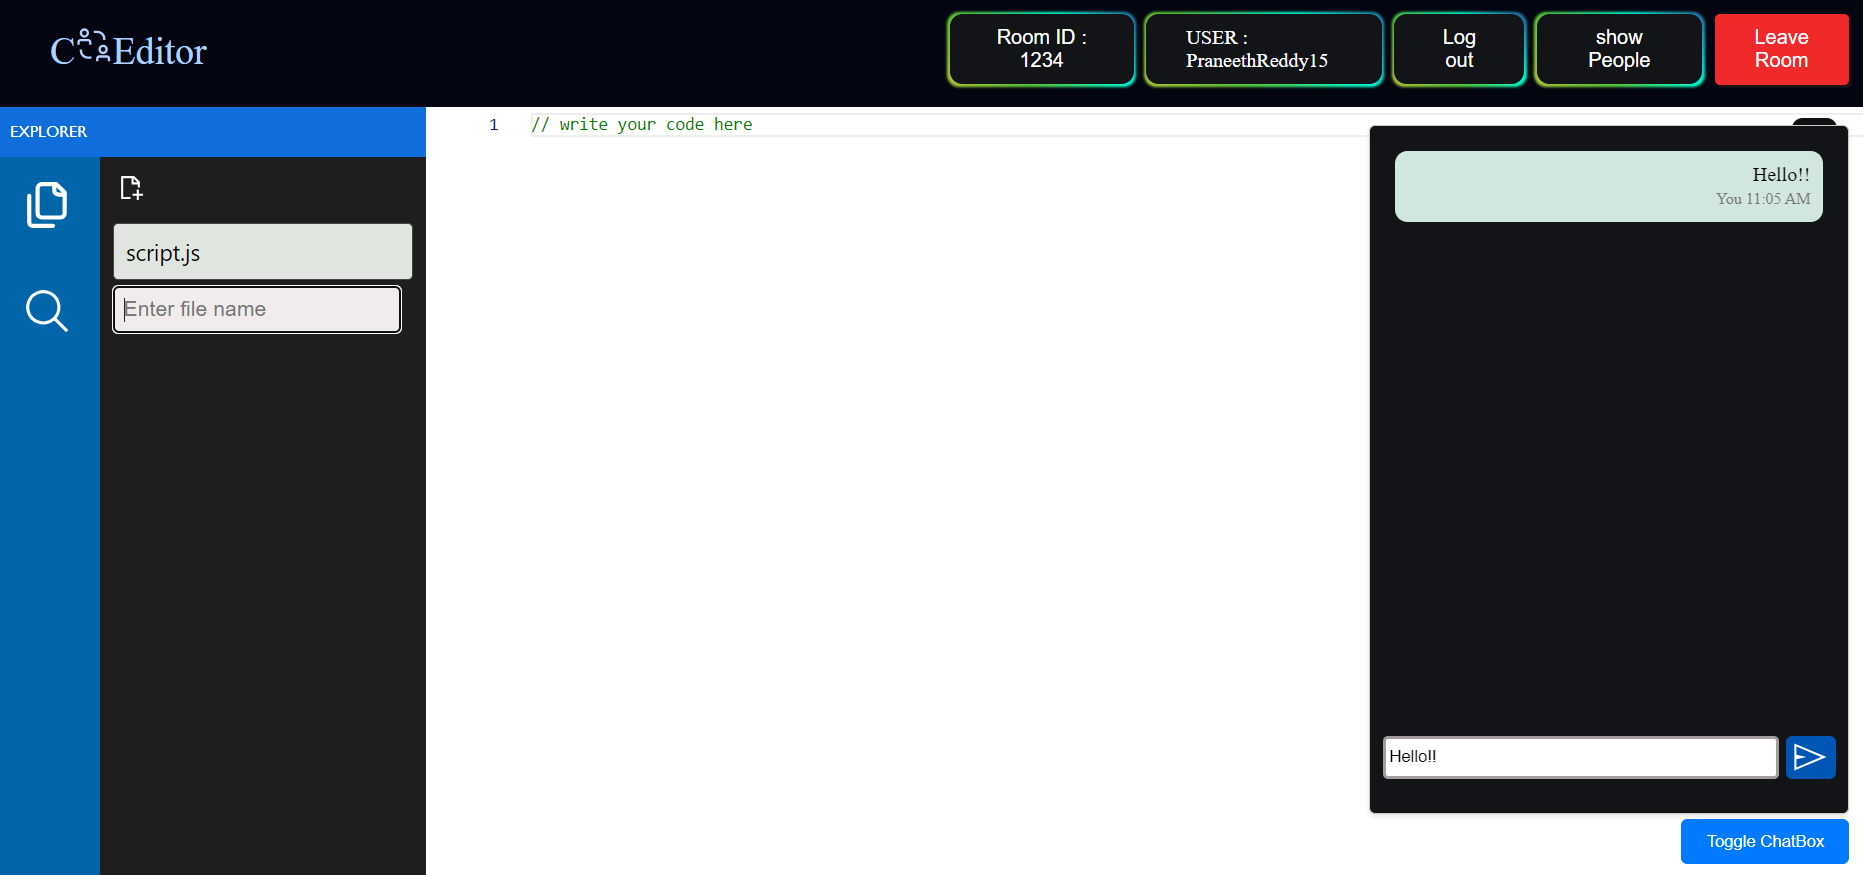 C Editor
Room ID :
1234
USER :
PraneethReddy15
Log
out
show
People
Leave
Room
EXPLORER
script.js
Enter file name
1 // write your code here
Hello!!
You 11:05 AM
Hello!!
Toggle ChatBox